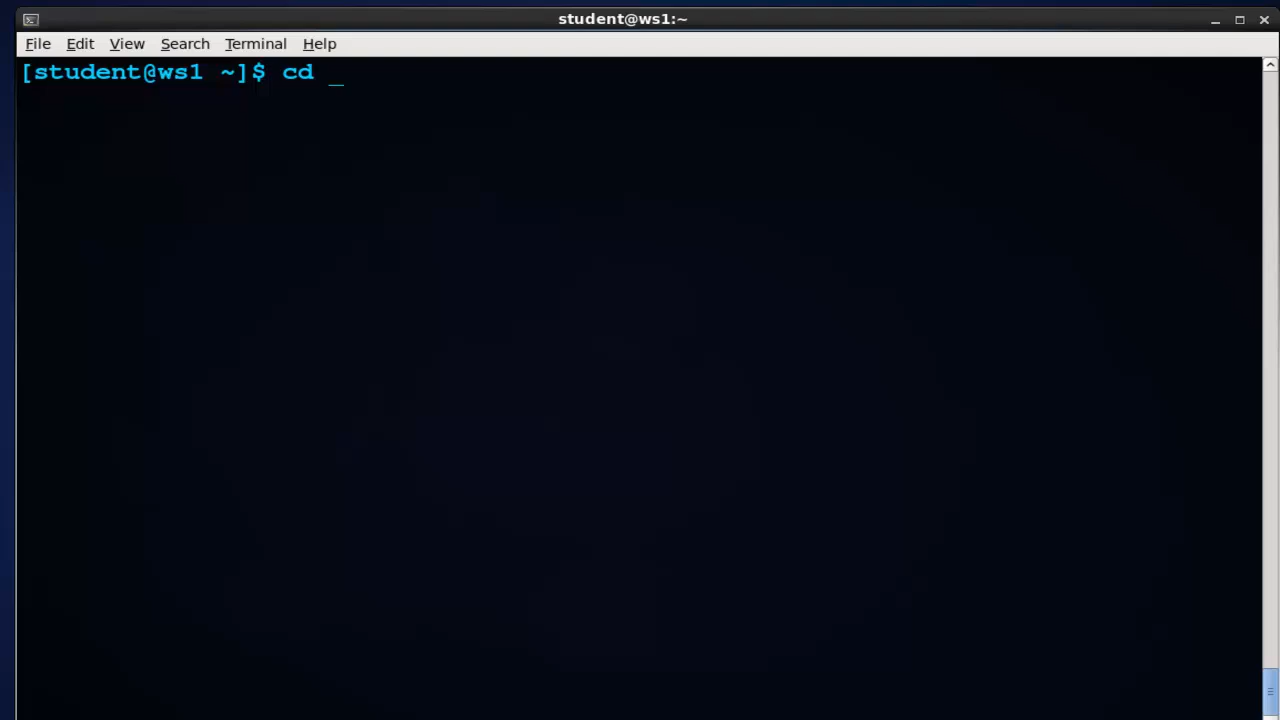 student@ws1:~
File Edit View Search Terminal Help
[student@ws1 ~]$ cd _